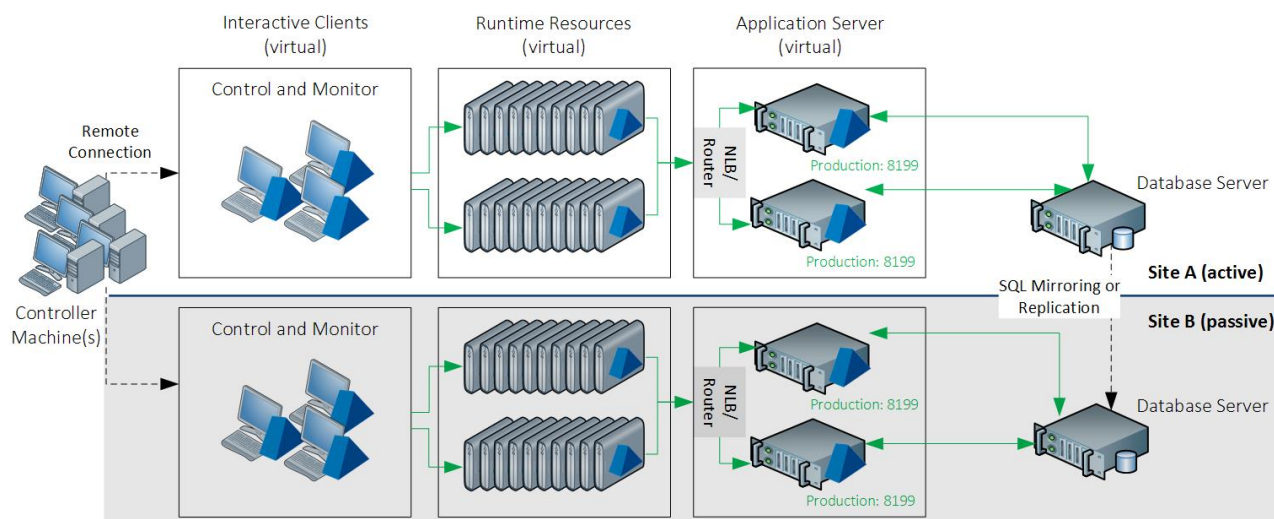 Interactive Clients
(virtual)
Runtime Resources
(virtual)
Application Server
(virtual)
Control and Monitor
Remote
Connection
NLB/
Router
Production: 8199
Production: 8199
Database Server
Site A (active)
SQL Mirroring or
Replication
Controller
Machine(s)
Site B (passive)
Control and Monitor
NLB/
Router
Production: 8199
Production: 8199
Database Server